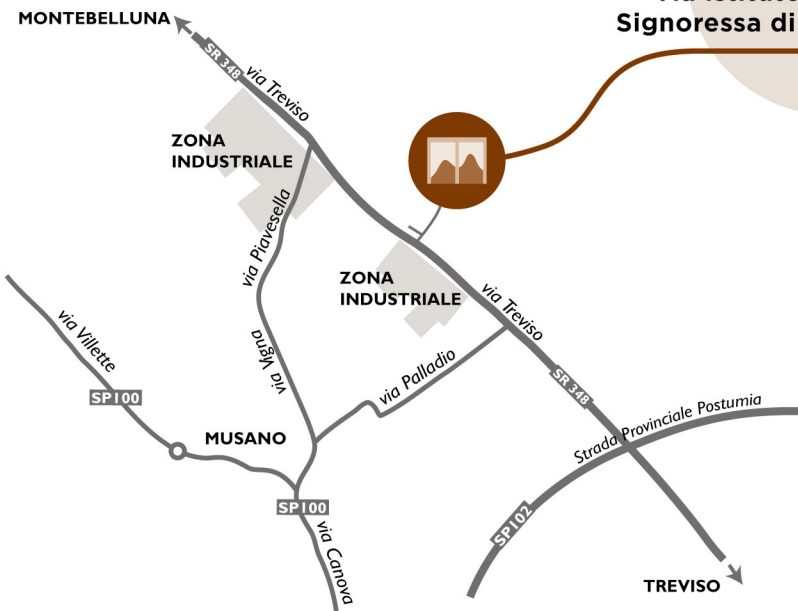 Signoressa di
MONTEBELLUNA
SR 348
via Treviso
ZONA
INDUSTRIALE
via Piavesella
ZONA
INDUSTRIALE
via Treviso
via Villette
via Vigna
via Palladio
SR 348
SP100
Strada Provinciale Postumia
MUSANO
SP100
SP102
via Canova
TREVISO